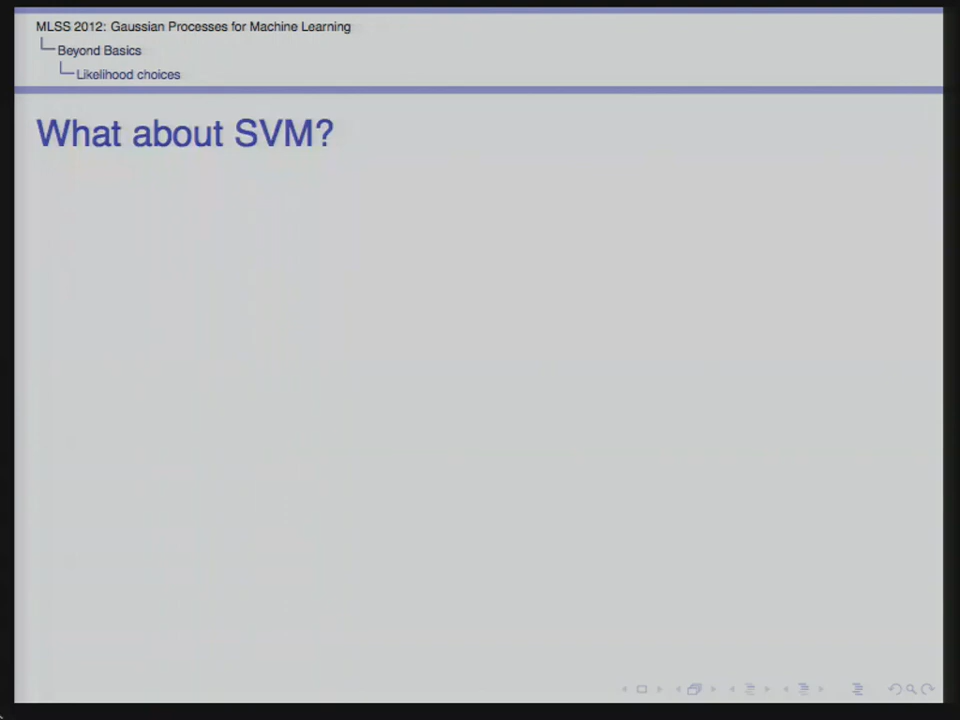 MLSS 2012: Gaussian Processes for Machine Learning
Beyond Basics
Likelihood choices
What about SVM?